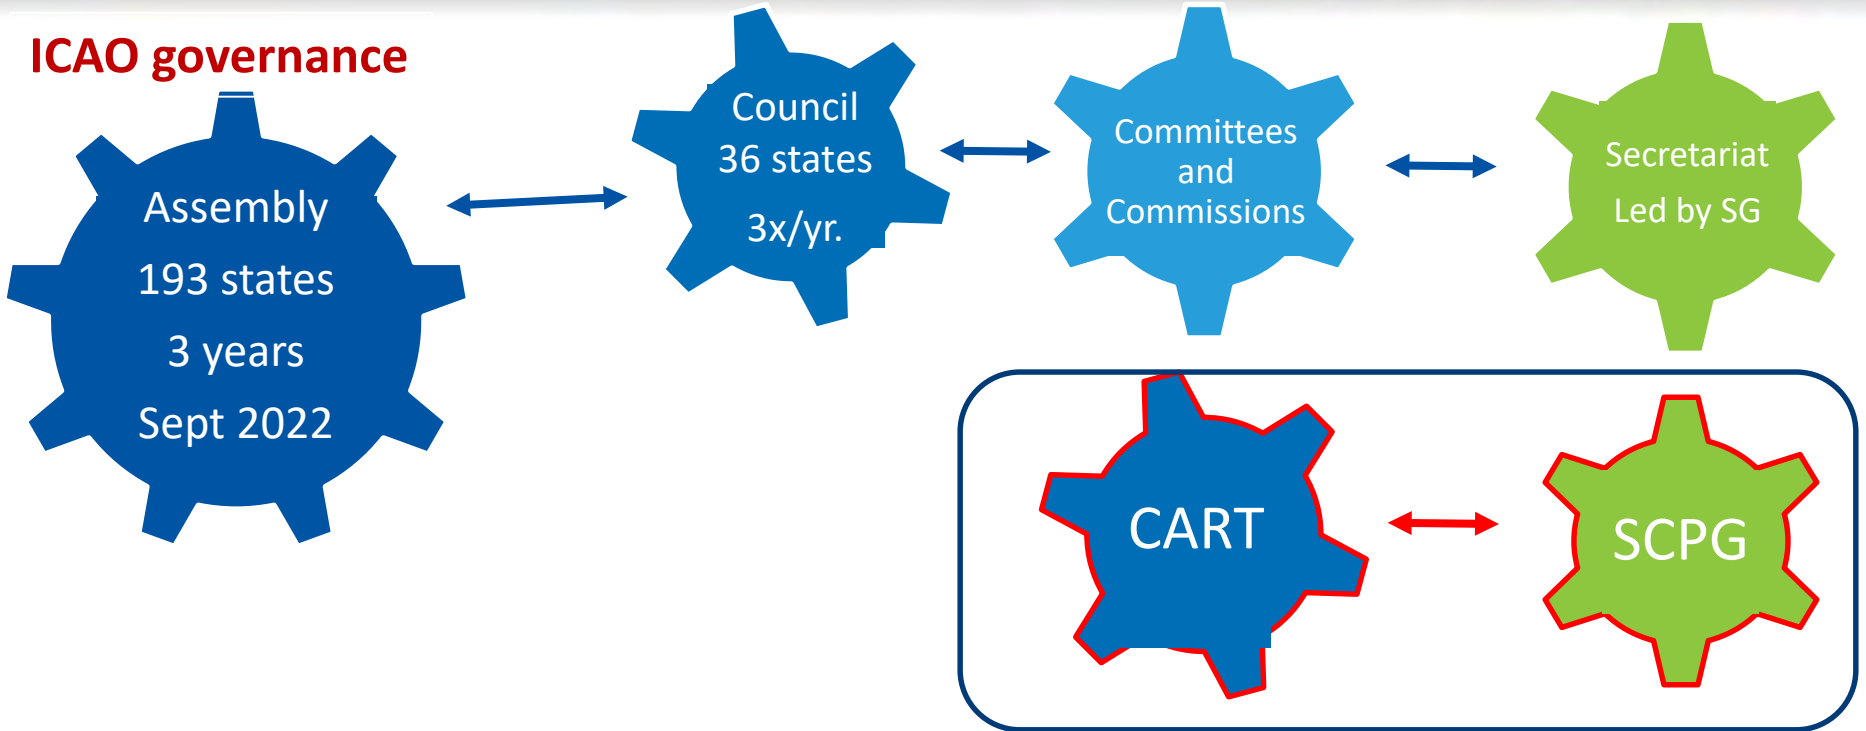 ICAO governance
Assembly
193 states
3 years
Sept 2022
Council
36 states
3x/yr.
Committees
and
Commissions
Secretariat
Led by SG
CART
SCPG